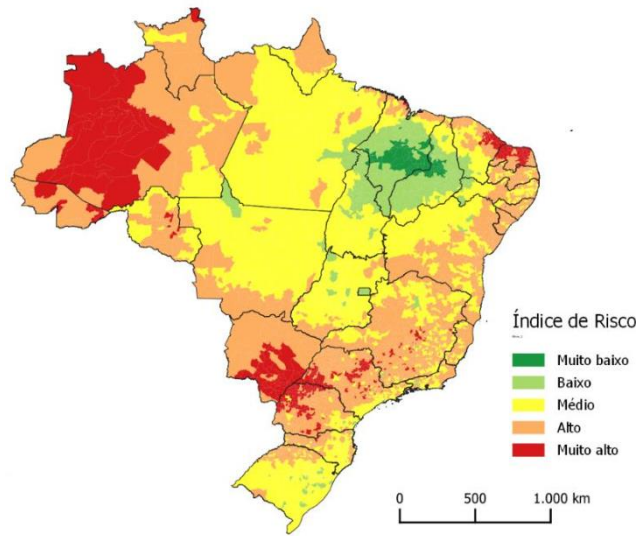 Índice de Risco
Muito baixo
Baixo
Médio
Alto
Muito alto
0 500 1.000 km